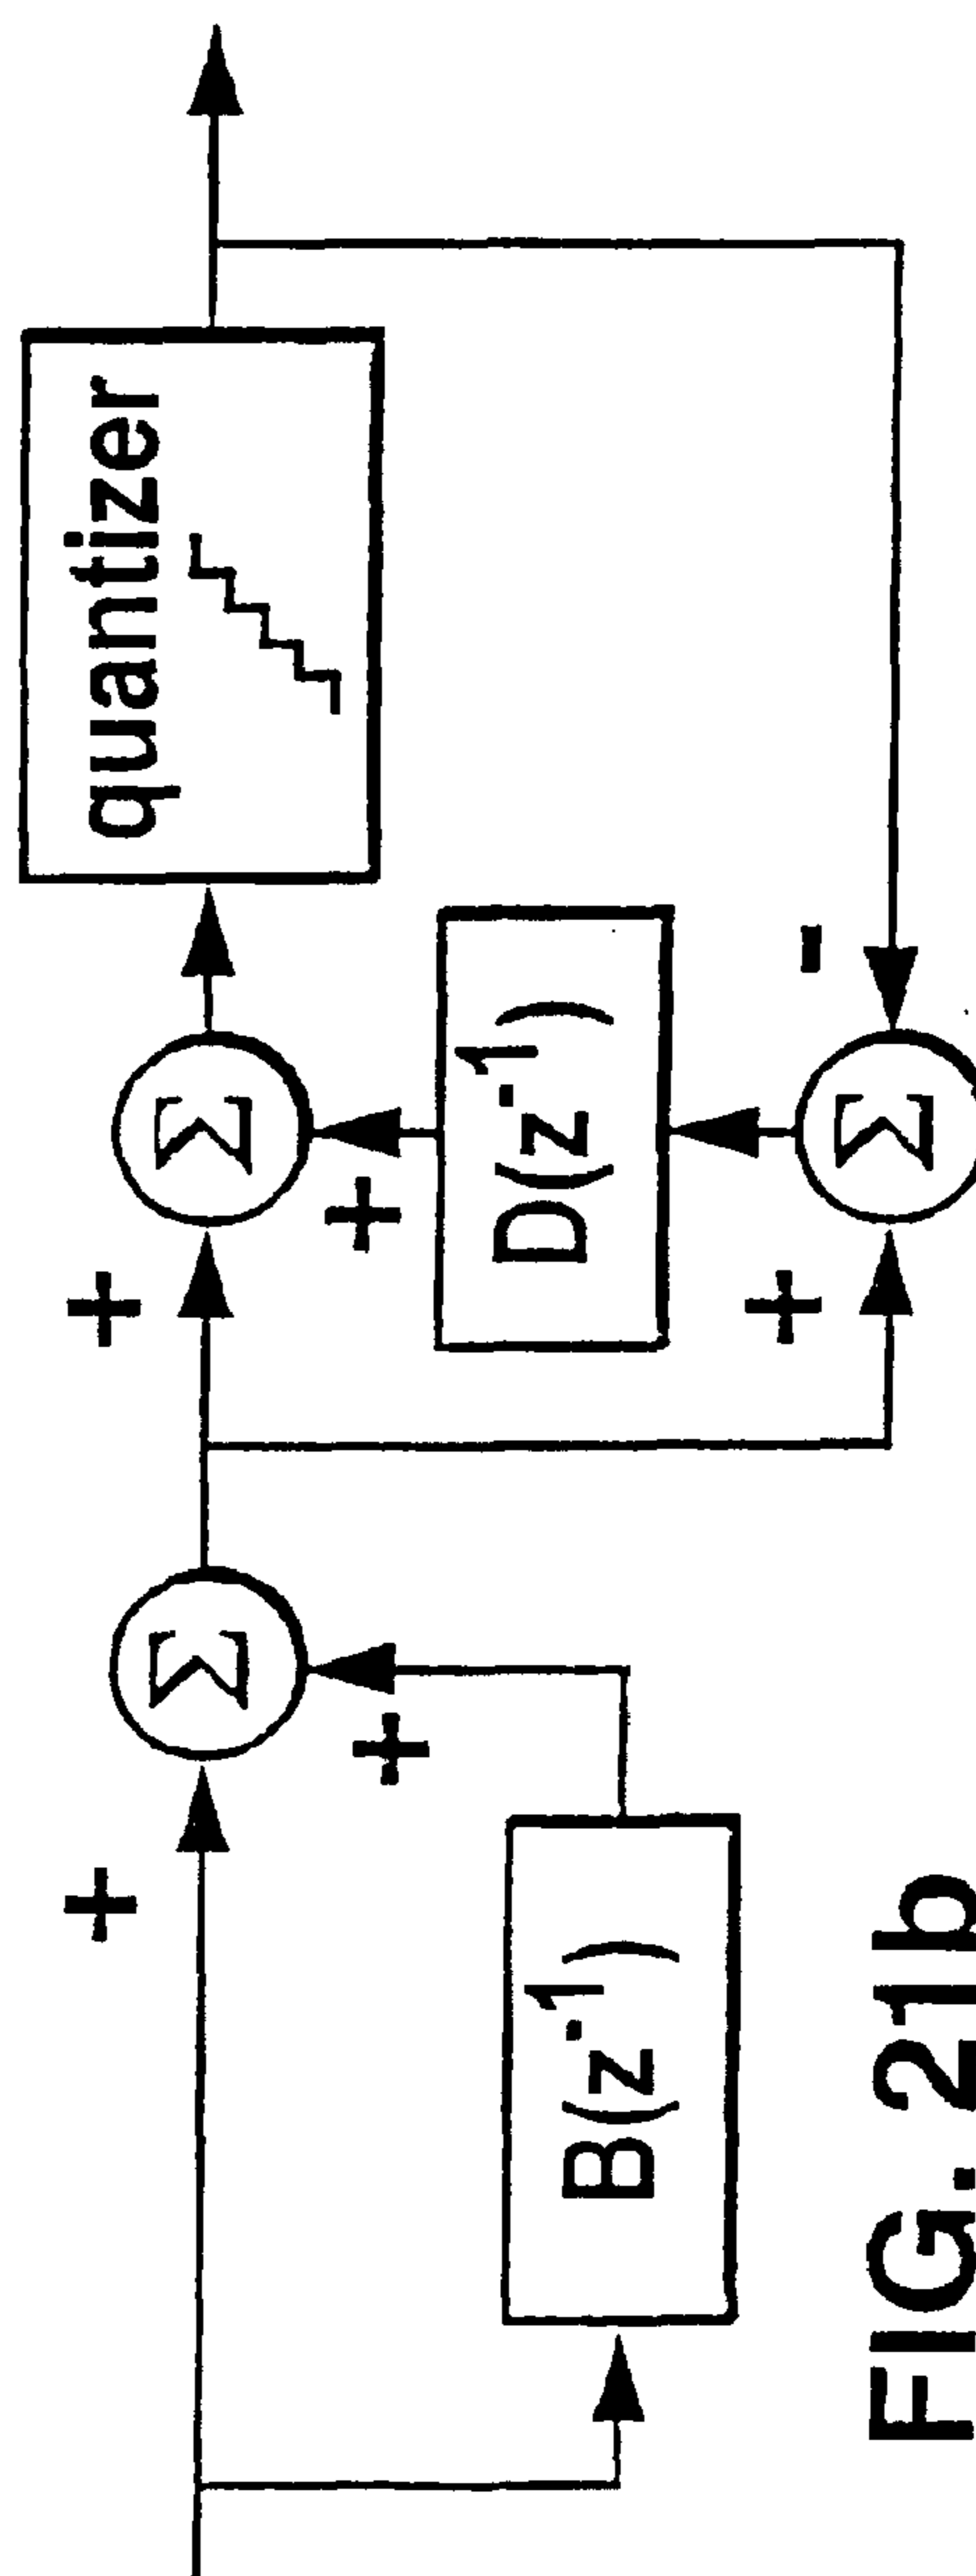 +
Σ
+
B(z⁻¹)
+
Σ
+
D(z⁻¹)
quantizer
+
Σ
-
FIG. 21b